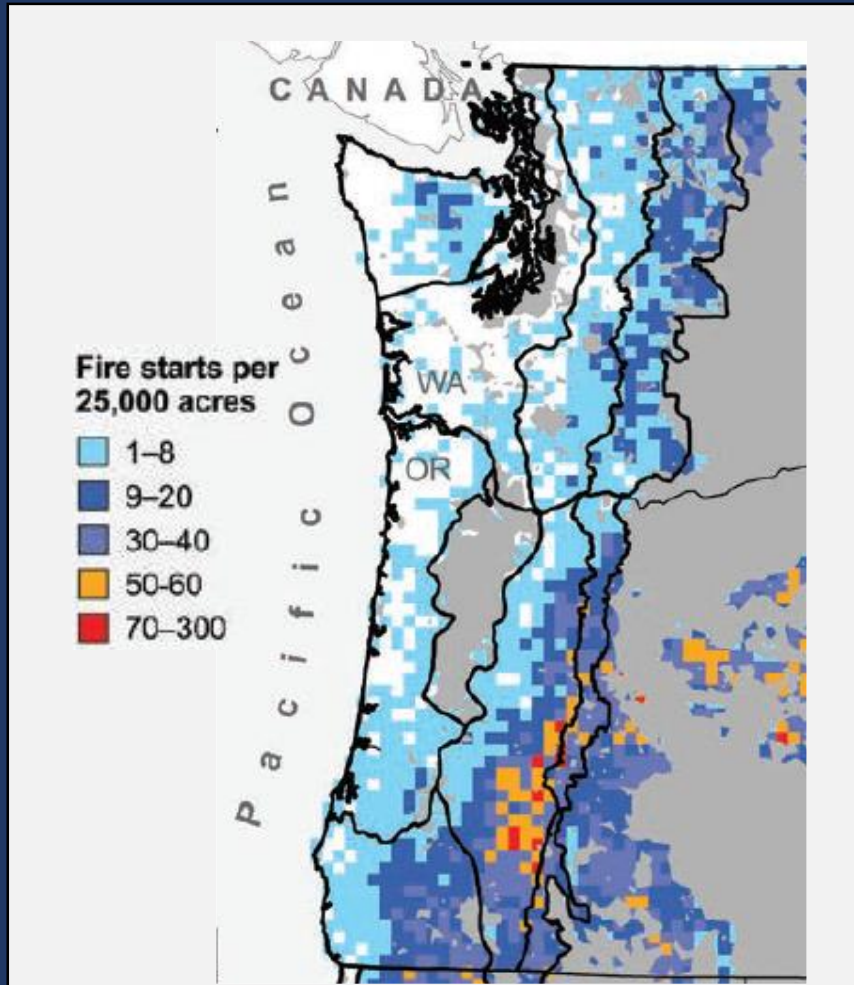 CANADA
Pacific Ocean
WA
OR
Fire starts per
25,000 acres
1–8
9–20
30–40
50-60
70–300